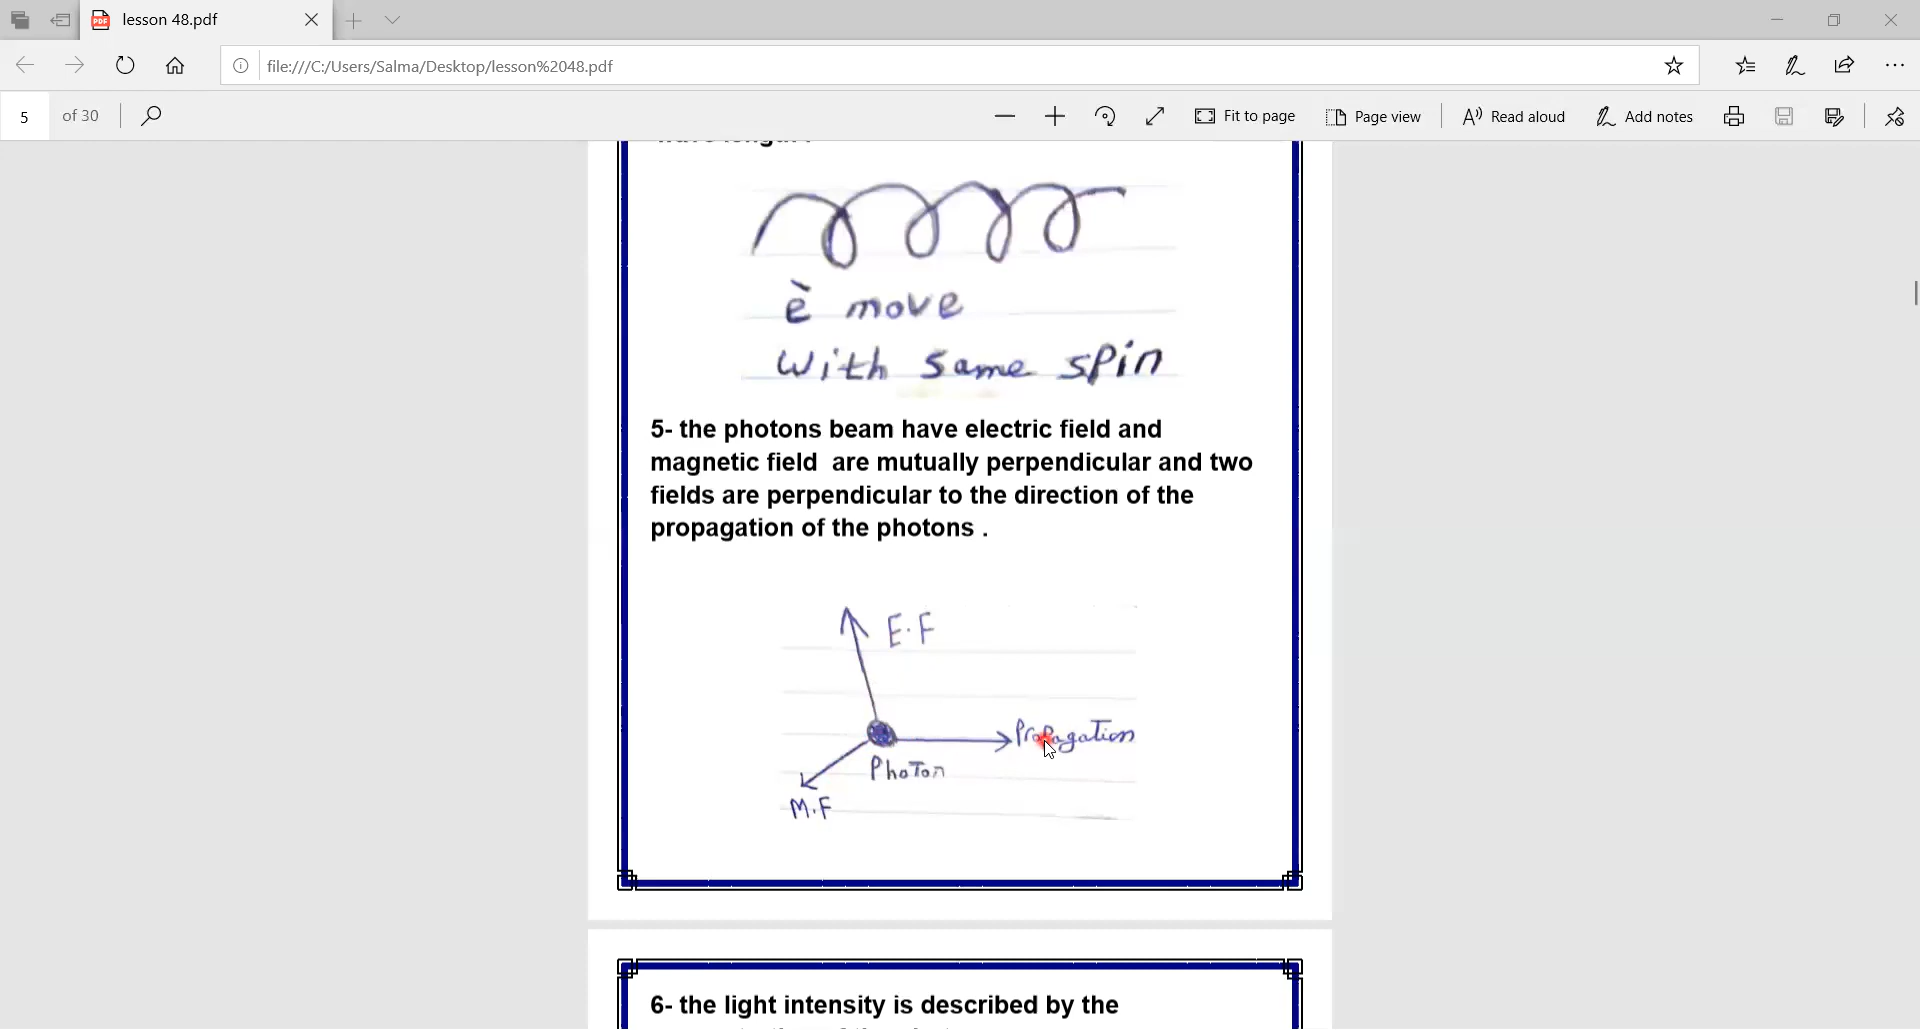 lesson 48.pdf
file:///C:/Users/Salma/Desktop/lesson%2048.pdf
5 of 30
Fit to page
Page view
Read aloud
Add notes
è move
With same spin
5- the photons beam have electric field and
magnetic field are mutually perpendicular and two
fields are perpendicular to the direction of the
propagation of the photons .
E.F
Propagation
Photon
M.F
6- the light intensity is described by the